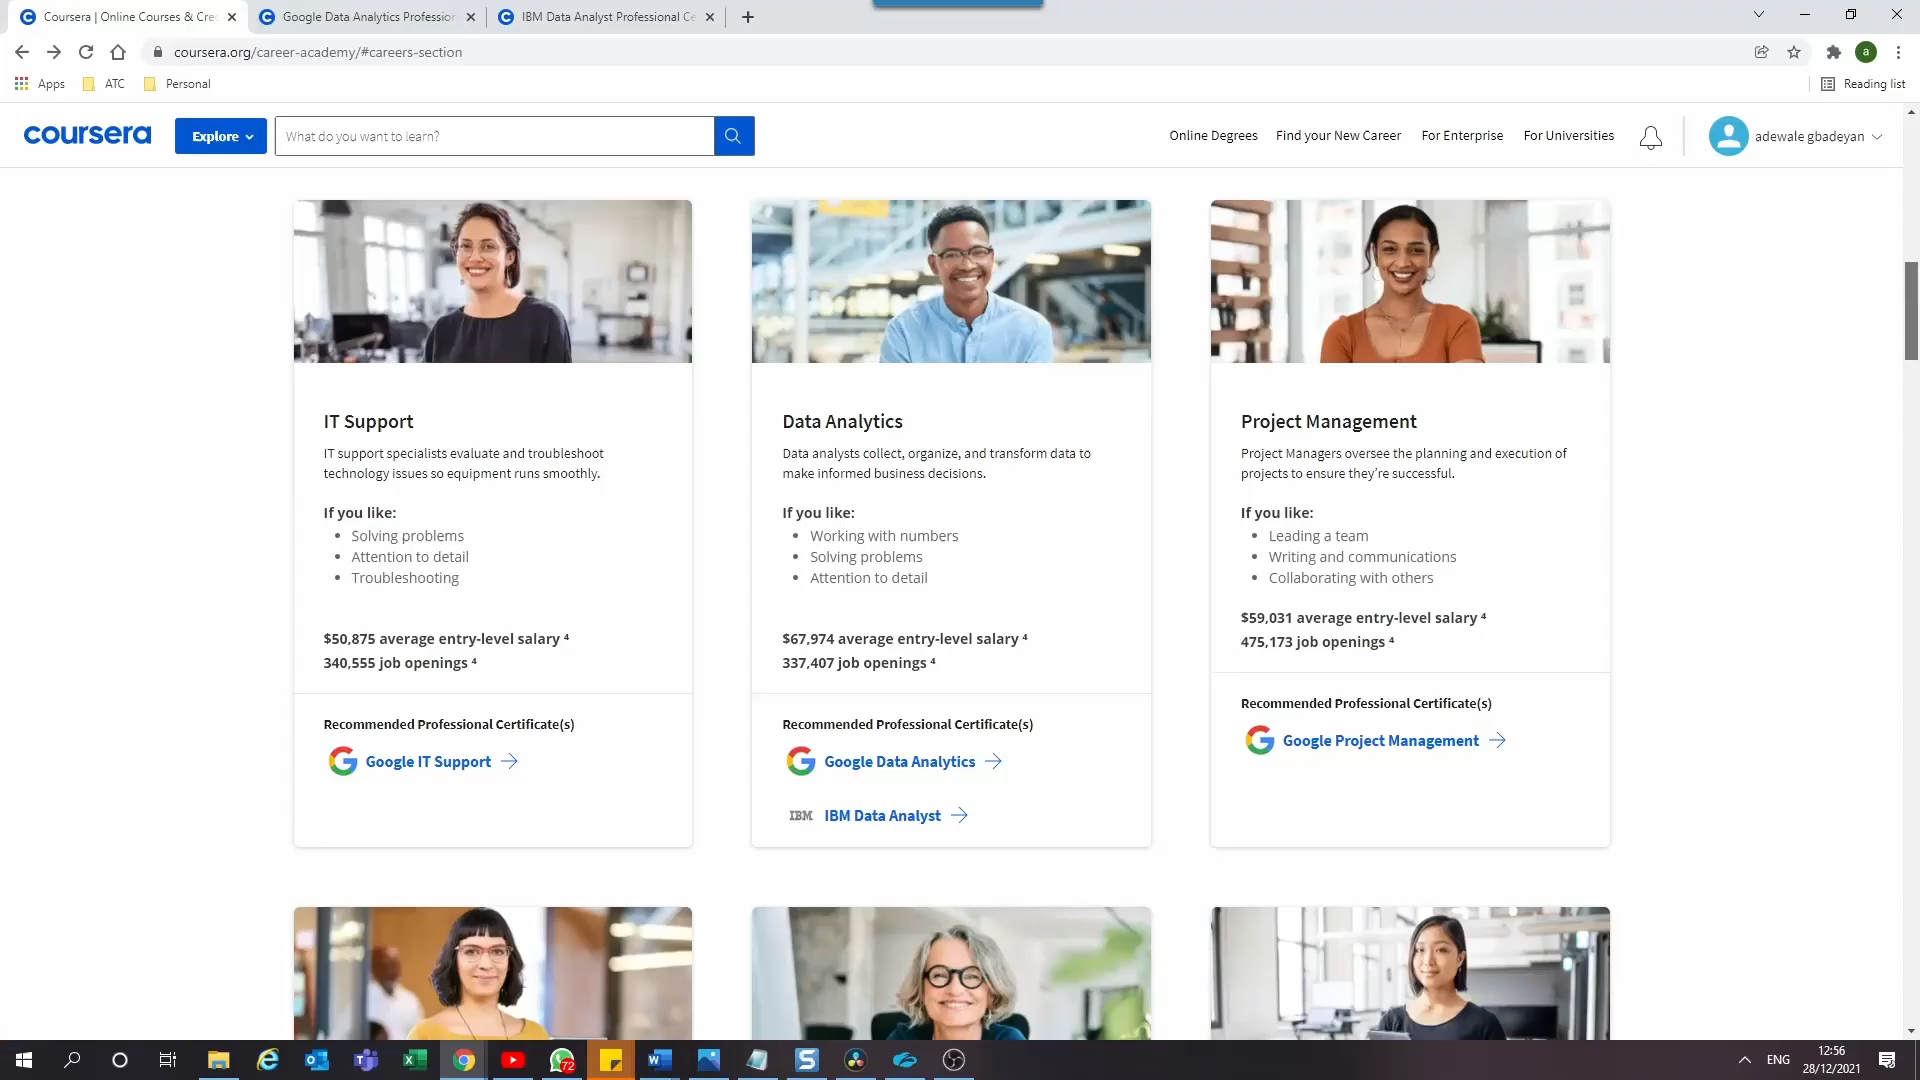 Coursera | Online Courses & Cre
Google Data Analytics Profession
IBM Data Analyst Professional Ce
coursera.org/career-academy/#careers-section
a
Apps
ATC
Personal
Reading list
coursera
Explore
What do you want to learn?
Online Degrees
Find your New Career
For Enterprise
For Universities
adewale gbadeyan
IT Support
IT support specialists evaluate and troubleshoot
technology issues so equipment runs smoothly.
If you like:
• Solving problems
• Attention to detail
• Troubleshooting
$50,875 average entry-level salary ⁴
340,555 job openings ⁴
Recommended Professional Certificate(s)
Google IT Support
Data Analytics
Data analysts collect, organize, and transform data to
make informed business decisions.
If you like:
• Working with numbers
• Solving problems
• Attention to detail
$67,974 average entry-level salary ⁴
337,407 job openings ⁴
Recommended Professional Certificate(s)
Google Data Analytics
IBM IBM Data Analyst
Project Management
Project Managers oversee the planning and execution of
projects to ensure they’re successful.
If you like:
• Leading a team
• Writing and communications
• Collaborating with others
$59,031 average entry-level salary ⁴
475,173 job openings ⁴
Recommended Professional Certificate(s)
Google Project Management
72
ENG
12:56
28/12/2021